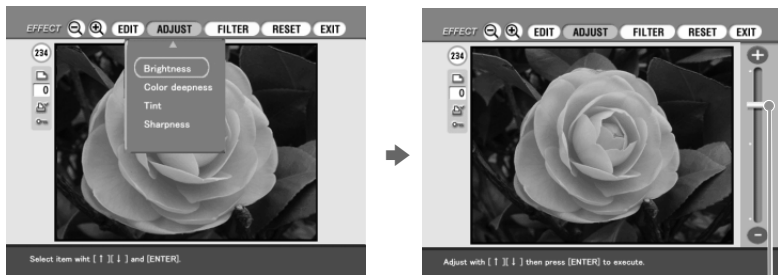 EFFECT EDIT ADJUST FILTER RESET EXIT
234
0
Brightness
Color deepness
Tint
Sharpness
Select item wiht [ ↑ ][ ↓ ] and [ENTER].
EFFECT EDIT ADJUST FILTER RESET EXIT
234
0
Adjust with [ ↑ ][ ↓ ] then press [ENTER] to execute.